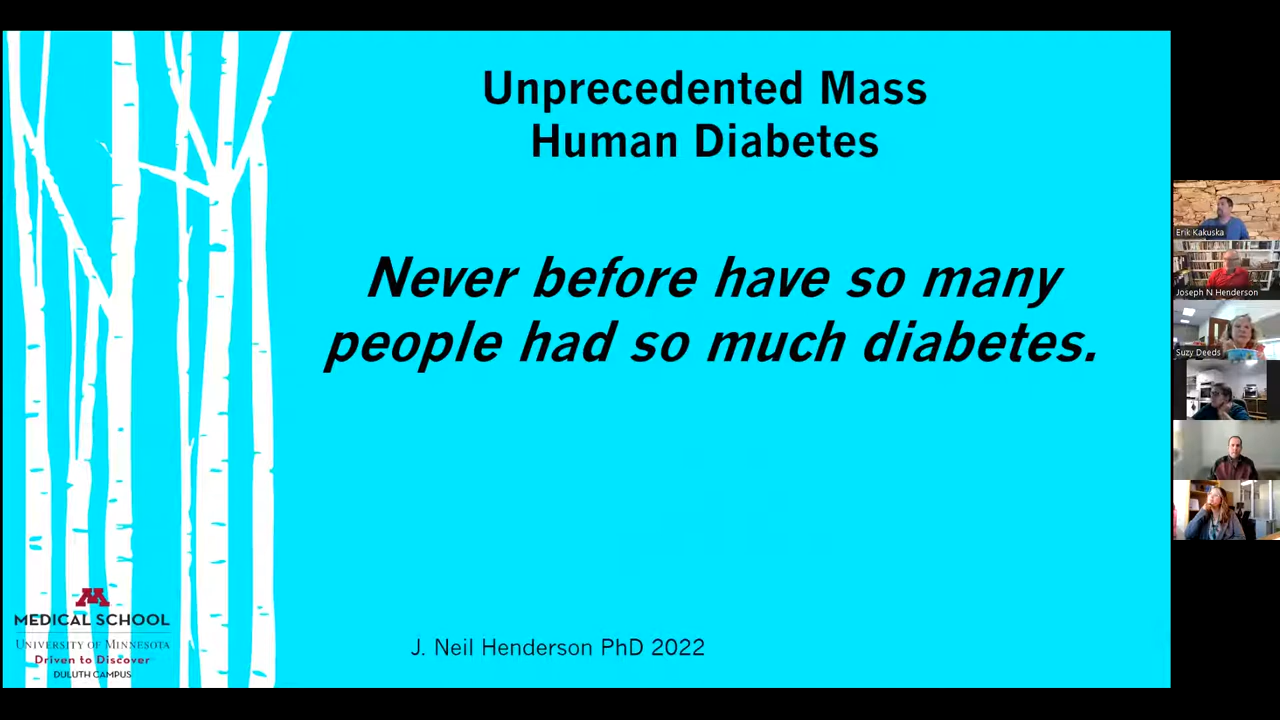 Unprecedented Mass
Human Diabetes
Never before have so many
people had so much diabetes.
J. Neil Henderson PhD 2022
M
MEDICAL SCHOOL
UNIVERSITY OF MINNESOTA
Driven to Discover
DULUTH CAMPUS
Erik Kakuska
Joseph N Henderson
Suzy Deeds